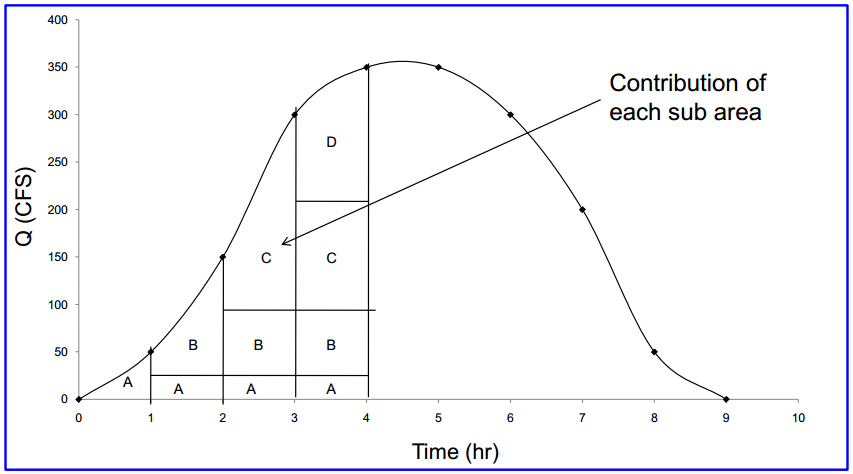 400
350
300
250
200
150
100
50
0
Q (CFS)
Contribution of
each sub area
D
C
C
B
B
B
A
A
A
A
0 1 2 3 4 5 6 7 8 9 10
Time (hr)